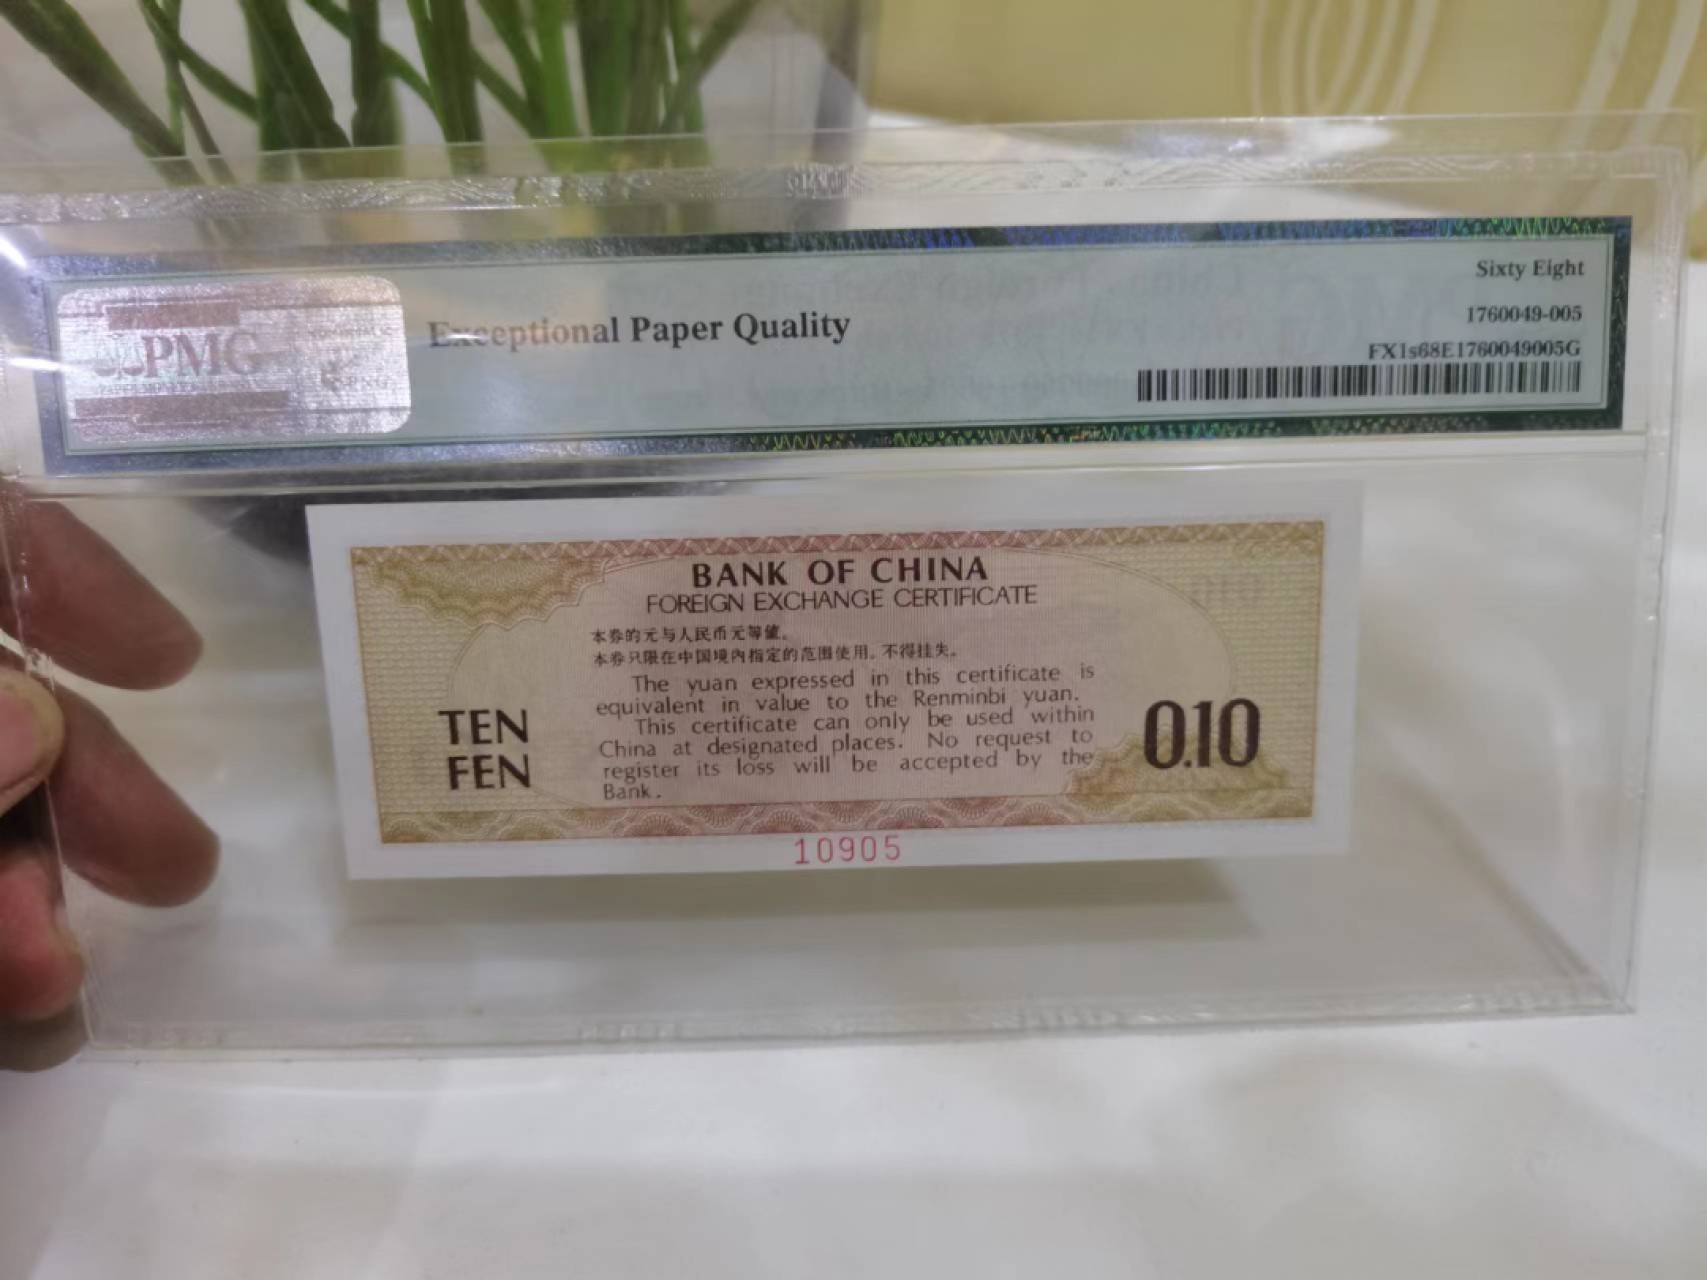 Sixty Eight
1760049-005
FX1s68E1760049005G
PMG
Exceptional Paper Quality
BANK OF CHINA
FOREIGN EXCHANGE CERTIFICATE
本券的元与人民币元等值。
本券只限在中国境内指定的范围使用。不得挂失。
The yuan expressed in this certificate is
equivalent in value to the Renminbi yuan.
This certificate can only be used within
China at designated places. No request to
register its loss will be accepted by the
Bank.
TEN
FEN
0.10
10905